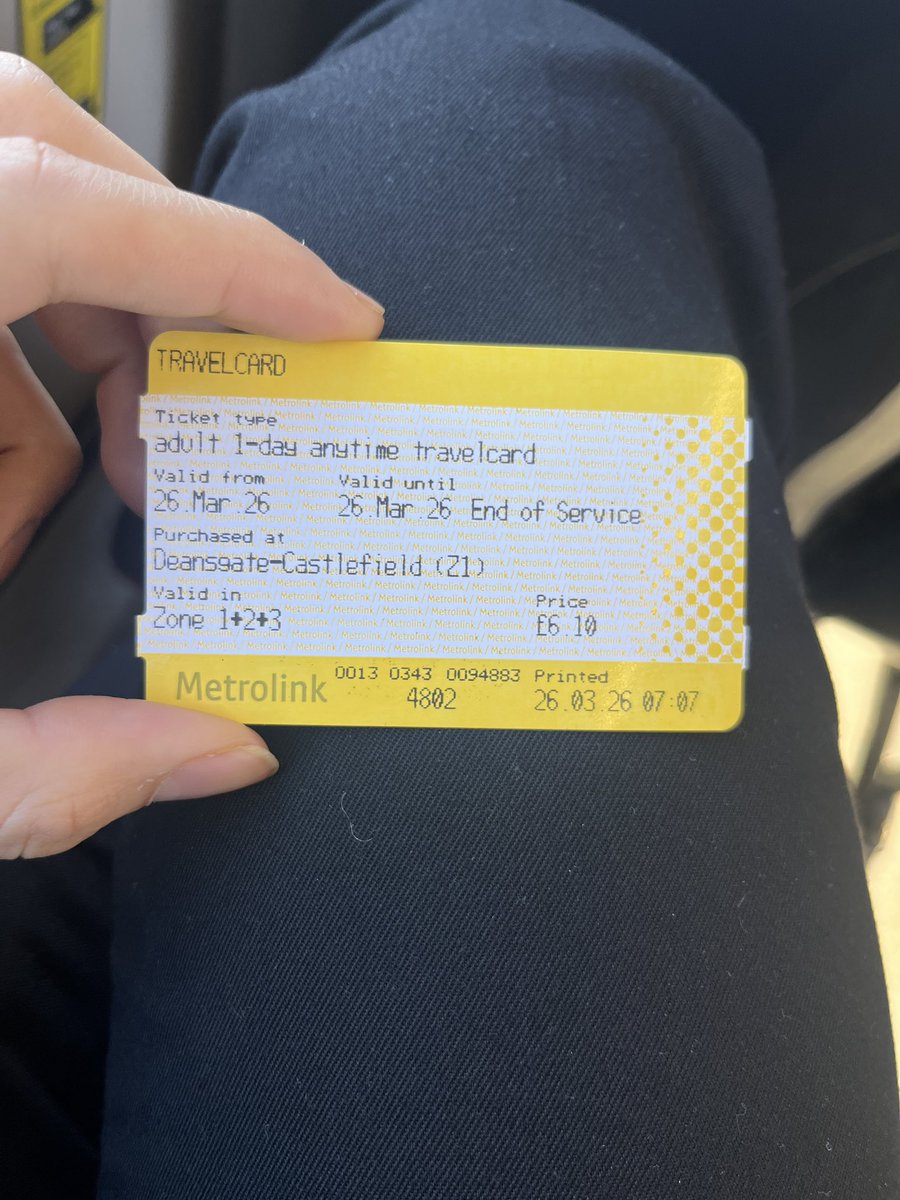 TRAVELCARD
Ticket type
adult 1-day anytime travelcard
Valid from Valid until
26 Mar 26 26 Mar 26 End of Service
Purchased at
Deansgate-Castlefield (Z1)
Valid in Price
Zone 1+2+3 £6.10
0013 0343 0094883 Printed
Metrolink 4802 26.03.26 07:07